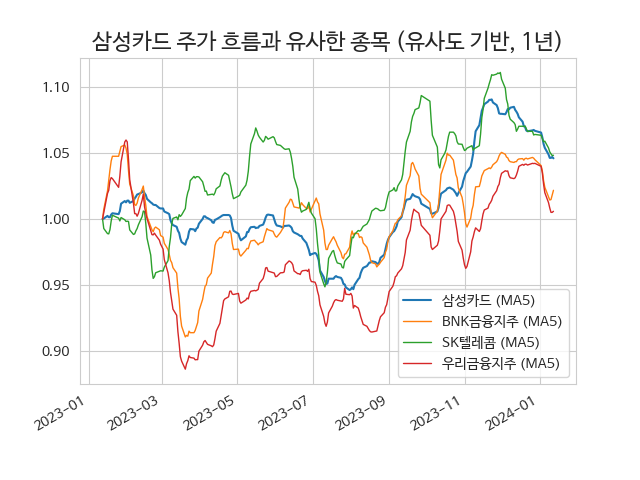 삼성카드 주가 흐름과 유사한 종목 (유사도 기반, 1년)
1.10
1.05
1.00
0.95
0.90
삼성카드 (MA5)
BNK금융지주 (MA5)
SK텔레콤 (MA5)
우리금융지주 (MA5)
2023-01
2023-03
2023-05
2023-07
2023-09
2023-11
2024-01